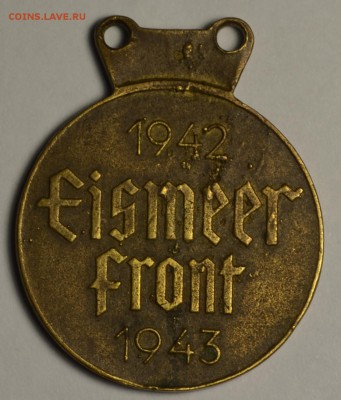 COINS.LAVE.RU
1942
Eismeer
Front
1943